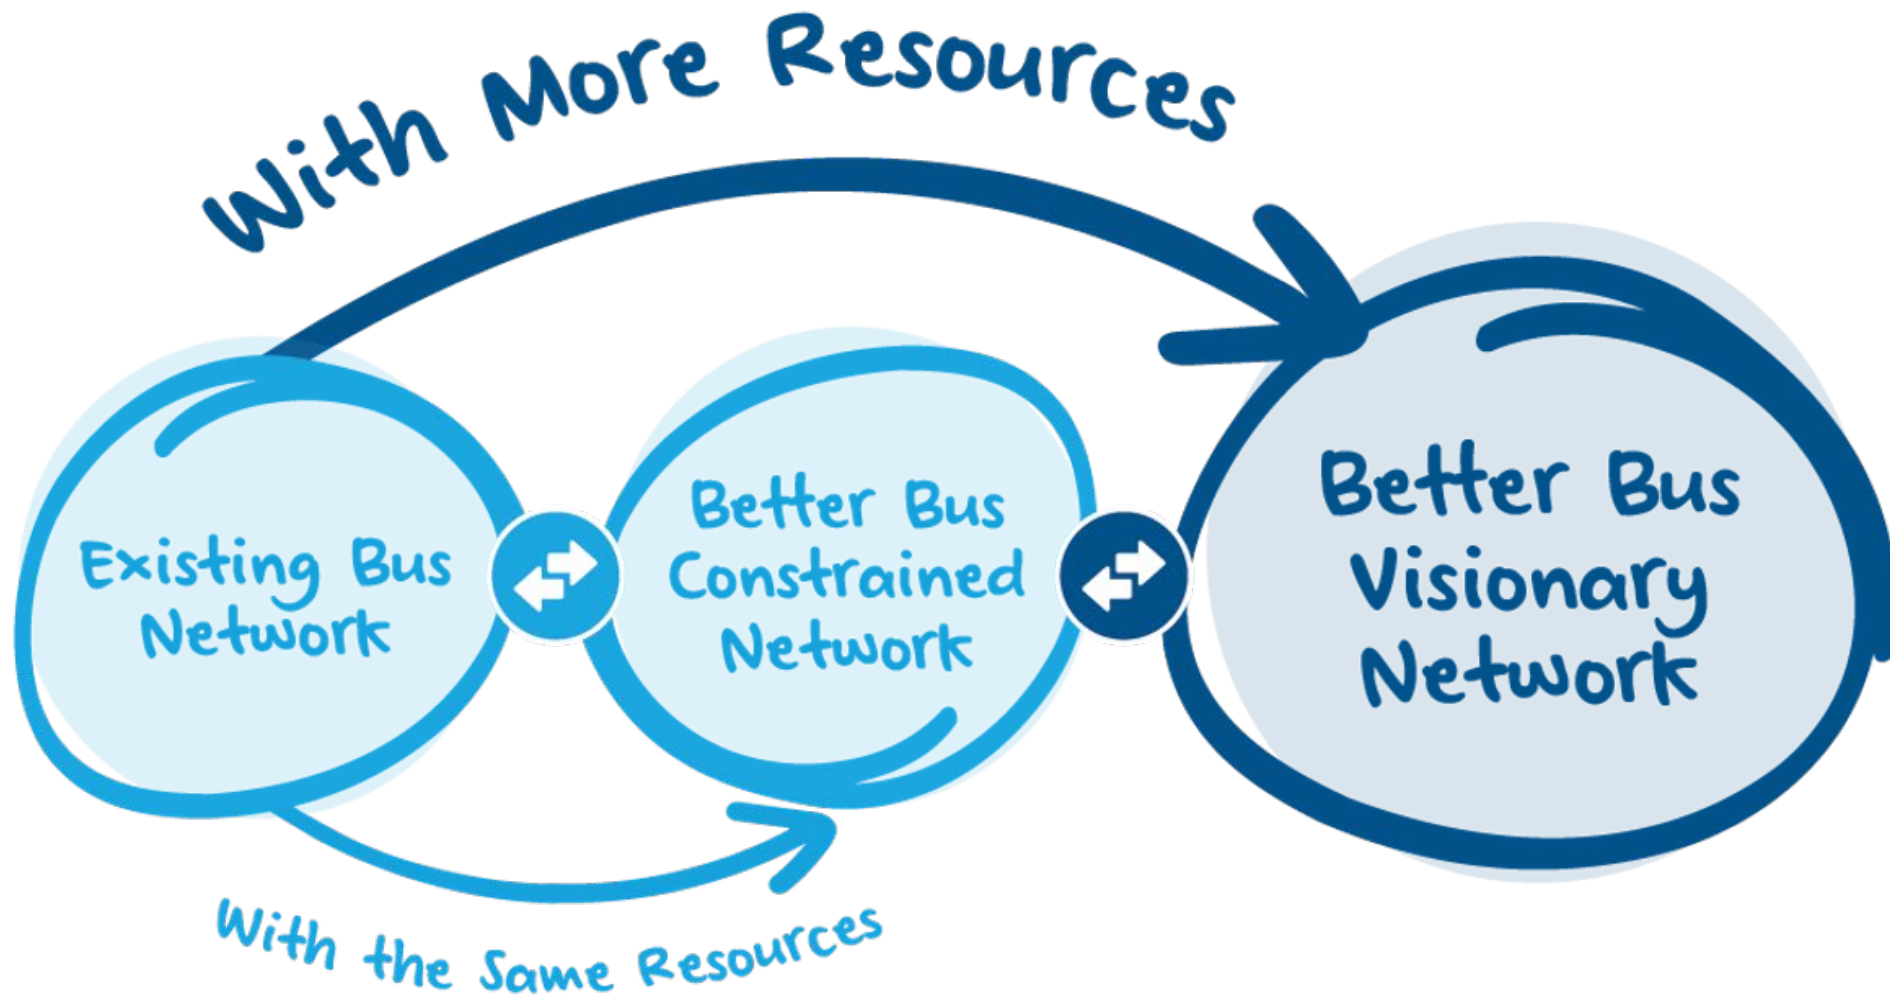 With More Resources
Existing Bus
Network
Better Bus
Constrained
Network
Better Bus
Visionary
Network
With the Same Resources